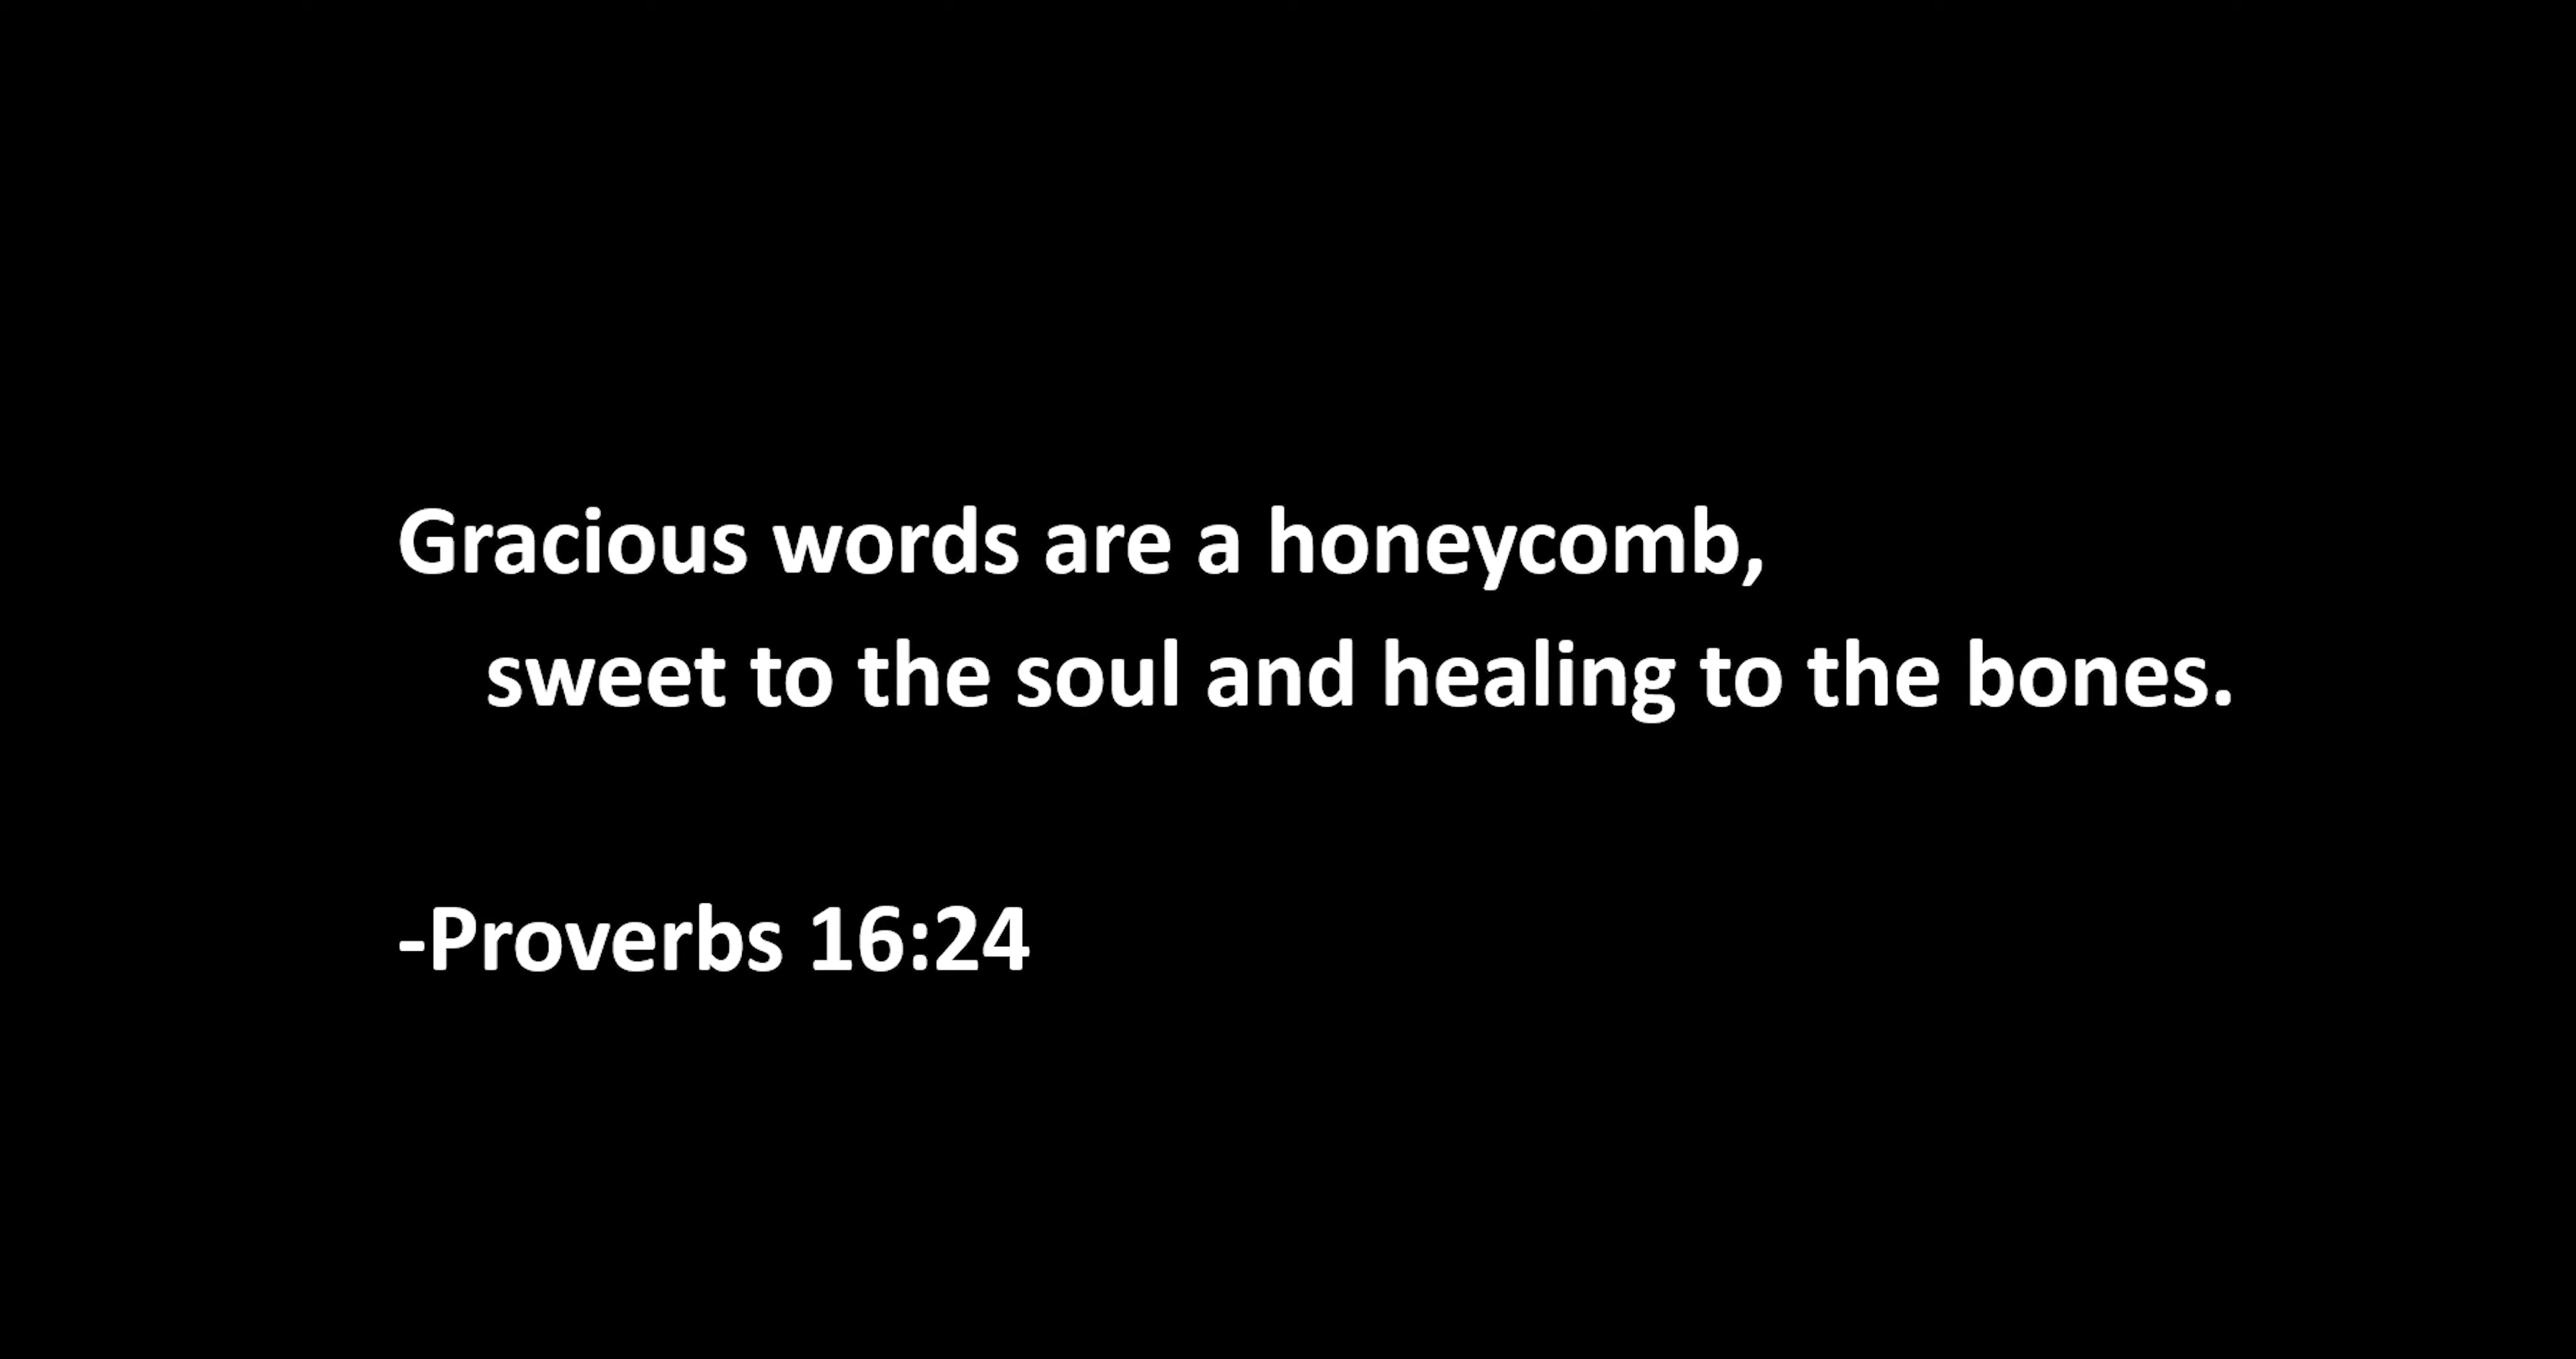 Gracious words are a honeycomb,
sweet to the soul and healing to the bones.
-Proverbs 16:24